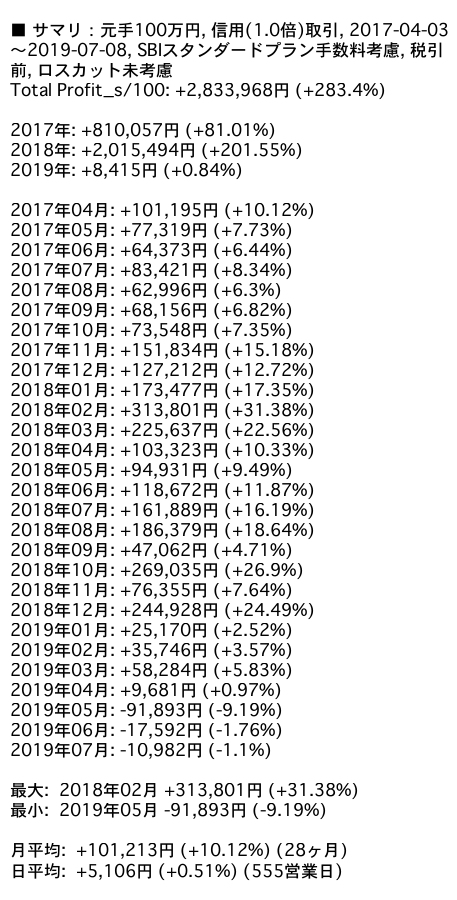 ■ サマリ：元手100万円, 信用(1.0倍)取引, 2017-04-03
～2019-07-08, SBIスタンダードプラン手数料考慮, 税引
前, ロスカット未考慮
Total Profit_s/100: +2,833,968円 (+283.4%)
2017年: +810,057円 (+81.01%)
2018年: +2,015,494円 (+201.55%)
2019年: +8,415円 (+0.84%)
2017年04月: +101,195円 (+10.12%)
2017年05月: +77,319円 (+7.73%)
2017年06月: +64,373円 (+6.44%)
2017年07月: +83,421円 (+8.34%)
2017年08月: +62,996円 (+6.3%)
2017年09月: +68,156円 (+6.82%)
2017年10月: +73,548円 (+7.35%)
2017年11月: +151,834円 (+15.18%)
2017年12月: +127,212円 (+12.72%)
2018年01月: +173,477円 (+17.35%)
2018年02月: +313,801円 (+31.38%)
2018年03月: +225,637円 (+22.56%)
2018年04月: +103,323円 (+10.33%)
2018年05月: +94,931円 (+9.49%)
2018年06月: +118,672円 (+11.87%)
2018年07月: +161,889円 (+16.19%)
2018年08月: +186,379円 (+18.64%)
2018年09月: +47,062円 (+4.71%)
2018年10月: +269,035円 (+26.9%)
2018年11月: +76,355円 (+7.64%)
2018年12月: +244,928円 (+24.49%)
2019年01月: +25,170円 (+2.52%)
2019年02月: +35,746円 (+3.57%)
2019年03月: +58,284円 (+5.83%)
2019年04月: +9,681円 (+0.97%)
2019年05月: -91,893円 (-9.19%)
2019年06月: -17,592円 (-1.76%)
2019年07月: -10,982円 (-1.1%)
最大: 2018年02月 +313,801円 (+31.38%)
最小: 2019年05月 -91,893円 (-9.19%)
月平均: +101,213円 (+10.12%) (28ヶ月)
日平均: +5,106円 (+0.51%) (555営業日)